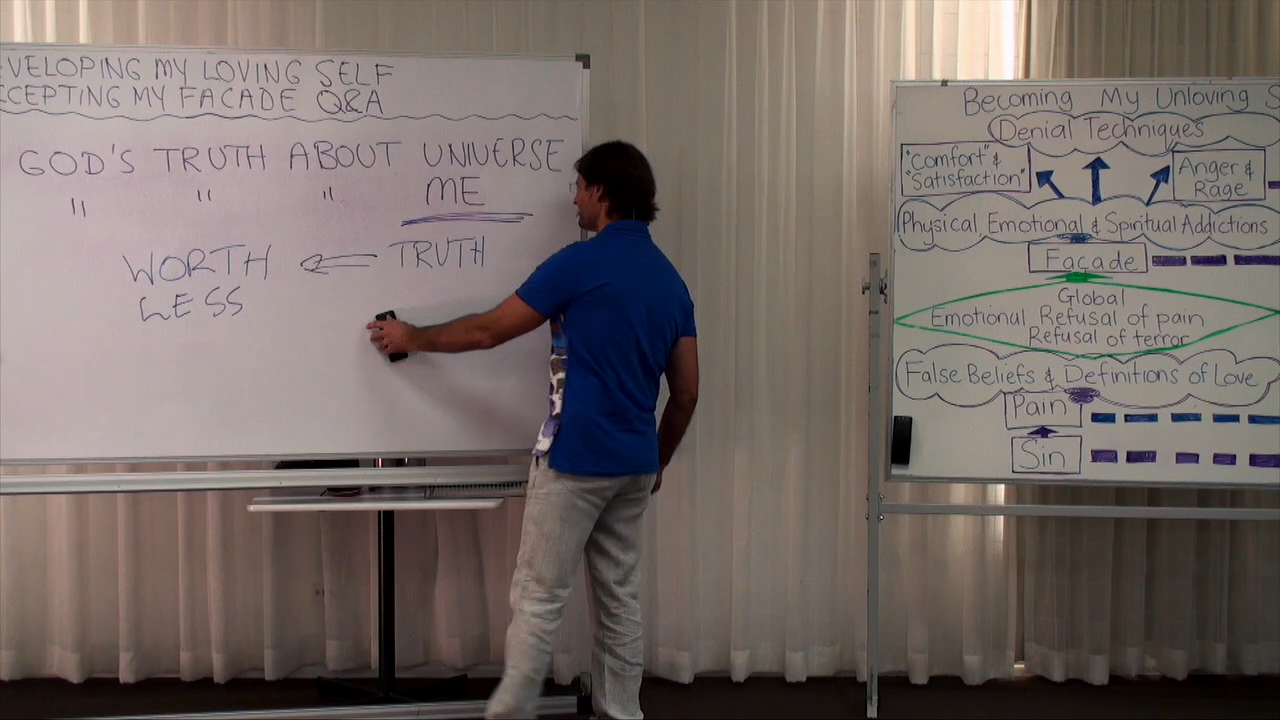 EVELOPING MY LOVING SELF
CCEPTING MY FACADE Q&A
GOD'S TRUTH ABOUT UNIVERSE
" " " ME
WORTH ← TRUTH
LESS
Becoming My Unloving S
Denial Techniques
"Comfort" &
"Satisfaction"
Anger &
Rage
Physical, Emotional & Spiritual Addictions
Façade
Global
Emotional Refusal of pain
Refusal of terror
False Beliefs & Definitions of Love
Pain
Sin